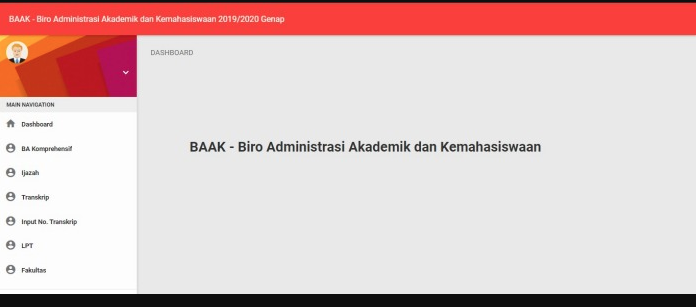 BAAK - Biro Administrasi Akademik dan Kemahasiswaan 2019/2020 Genap
DASHBOARD
MAIN NAVIGATION
Dashboard
BA Komprehensif
Ijazah
Transkrip
Input No. Transkrip
LPT
Fakultas
BAAK - Biro Administrasi Akademik dan Kemahasiswaan